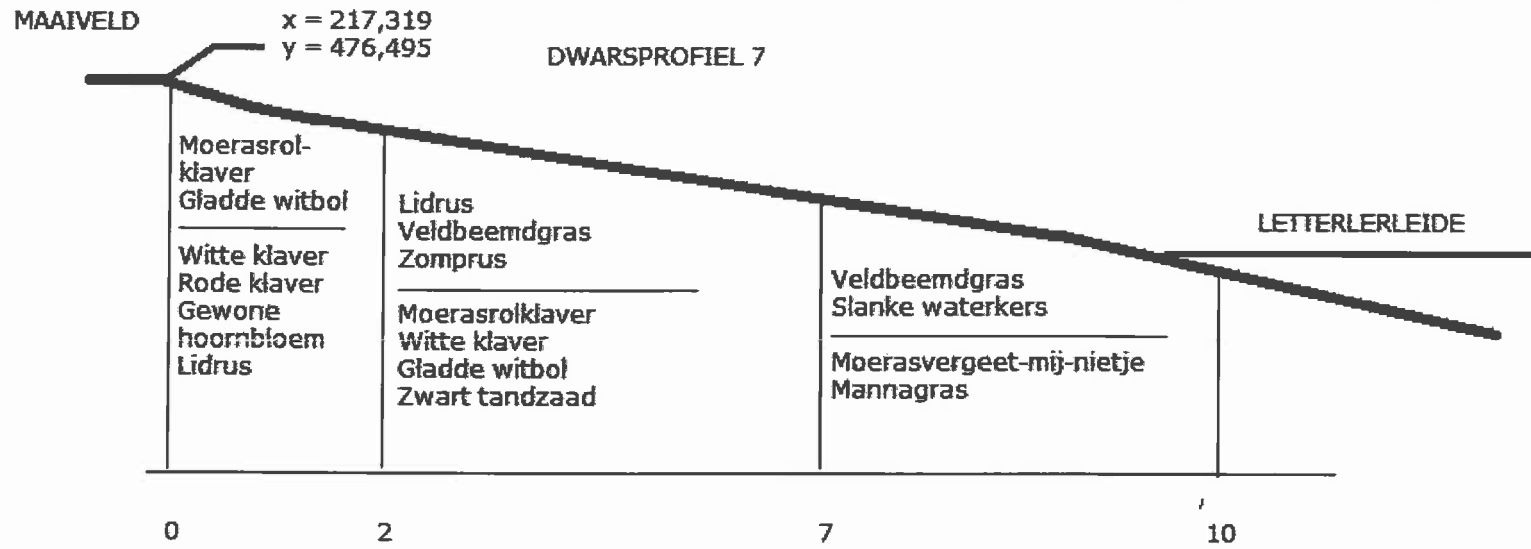 MAAIVELD
x = 217,319
y = 476,495
DWARSPROFIEL 7
Moerasrol-
klaver
Gladde witbol
Witte klaver
Rode klaver
Gewone
hoornbloem
Lidrus
Lidrus
Veldbeemdgras
Zomprus
Moerasrolklaver
Witte klaver
Gladde witbol
Zwart tandzaad
Veldbeemdgras
Slanke waterkers
Moerasvergeet-mij-nietje
Mannagras
LETTERLERLEIDE
0 2 7 10